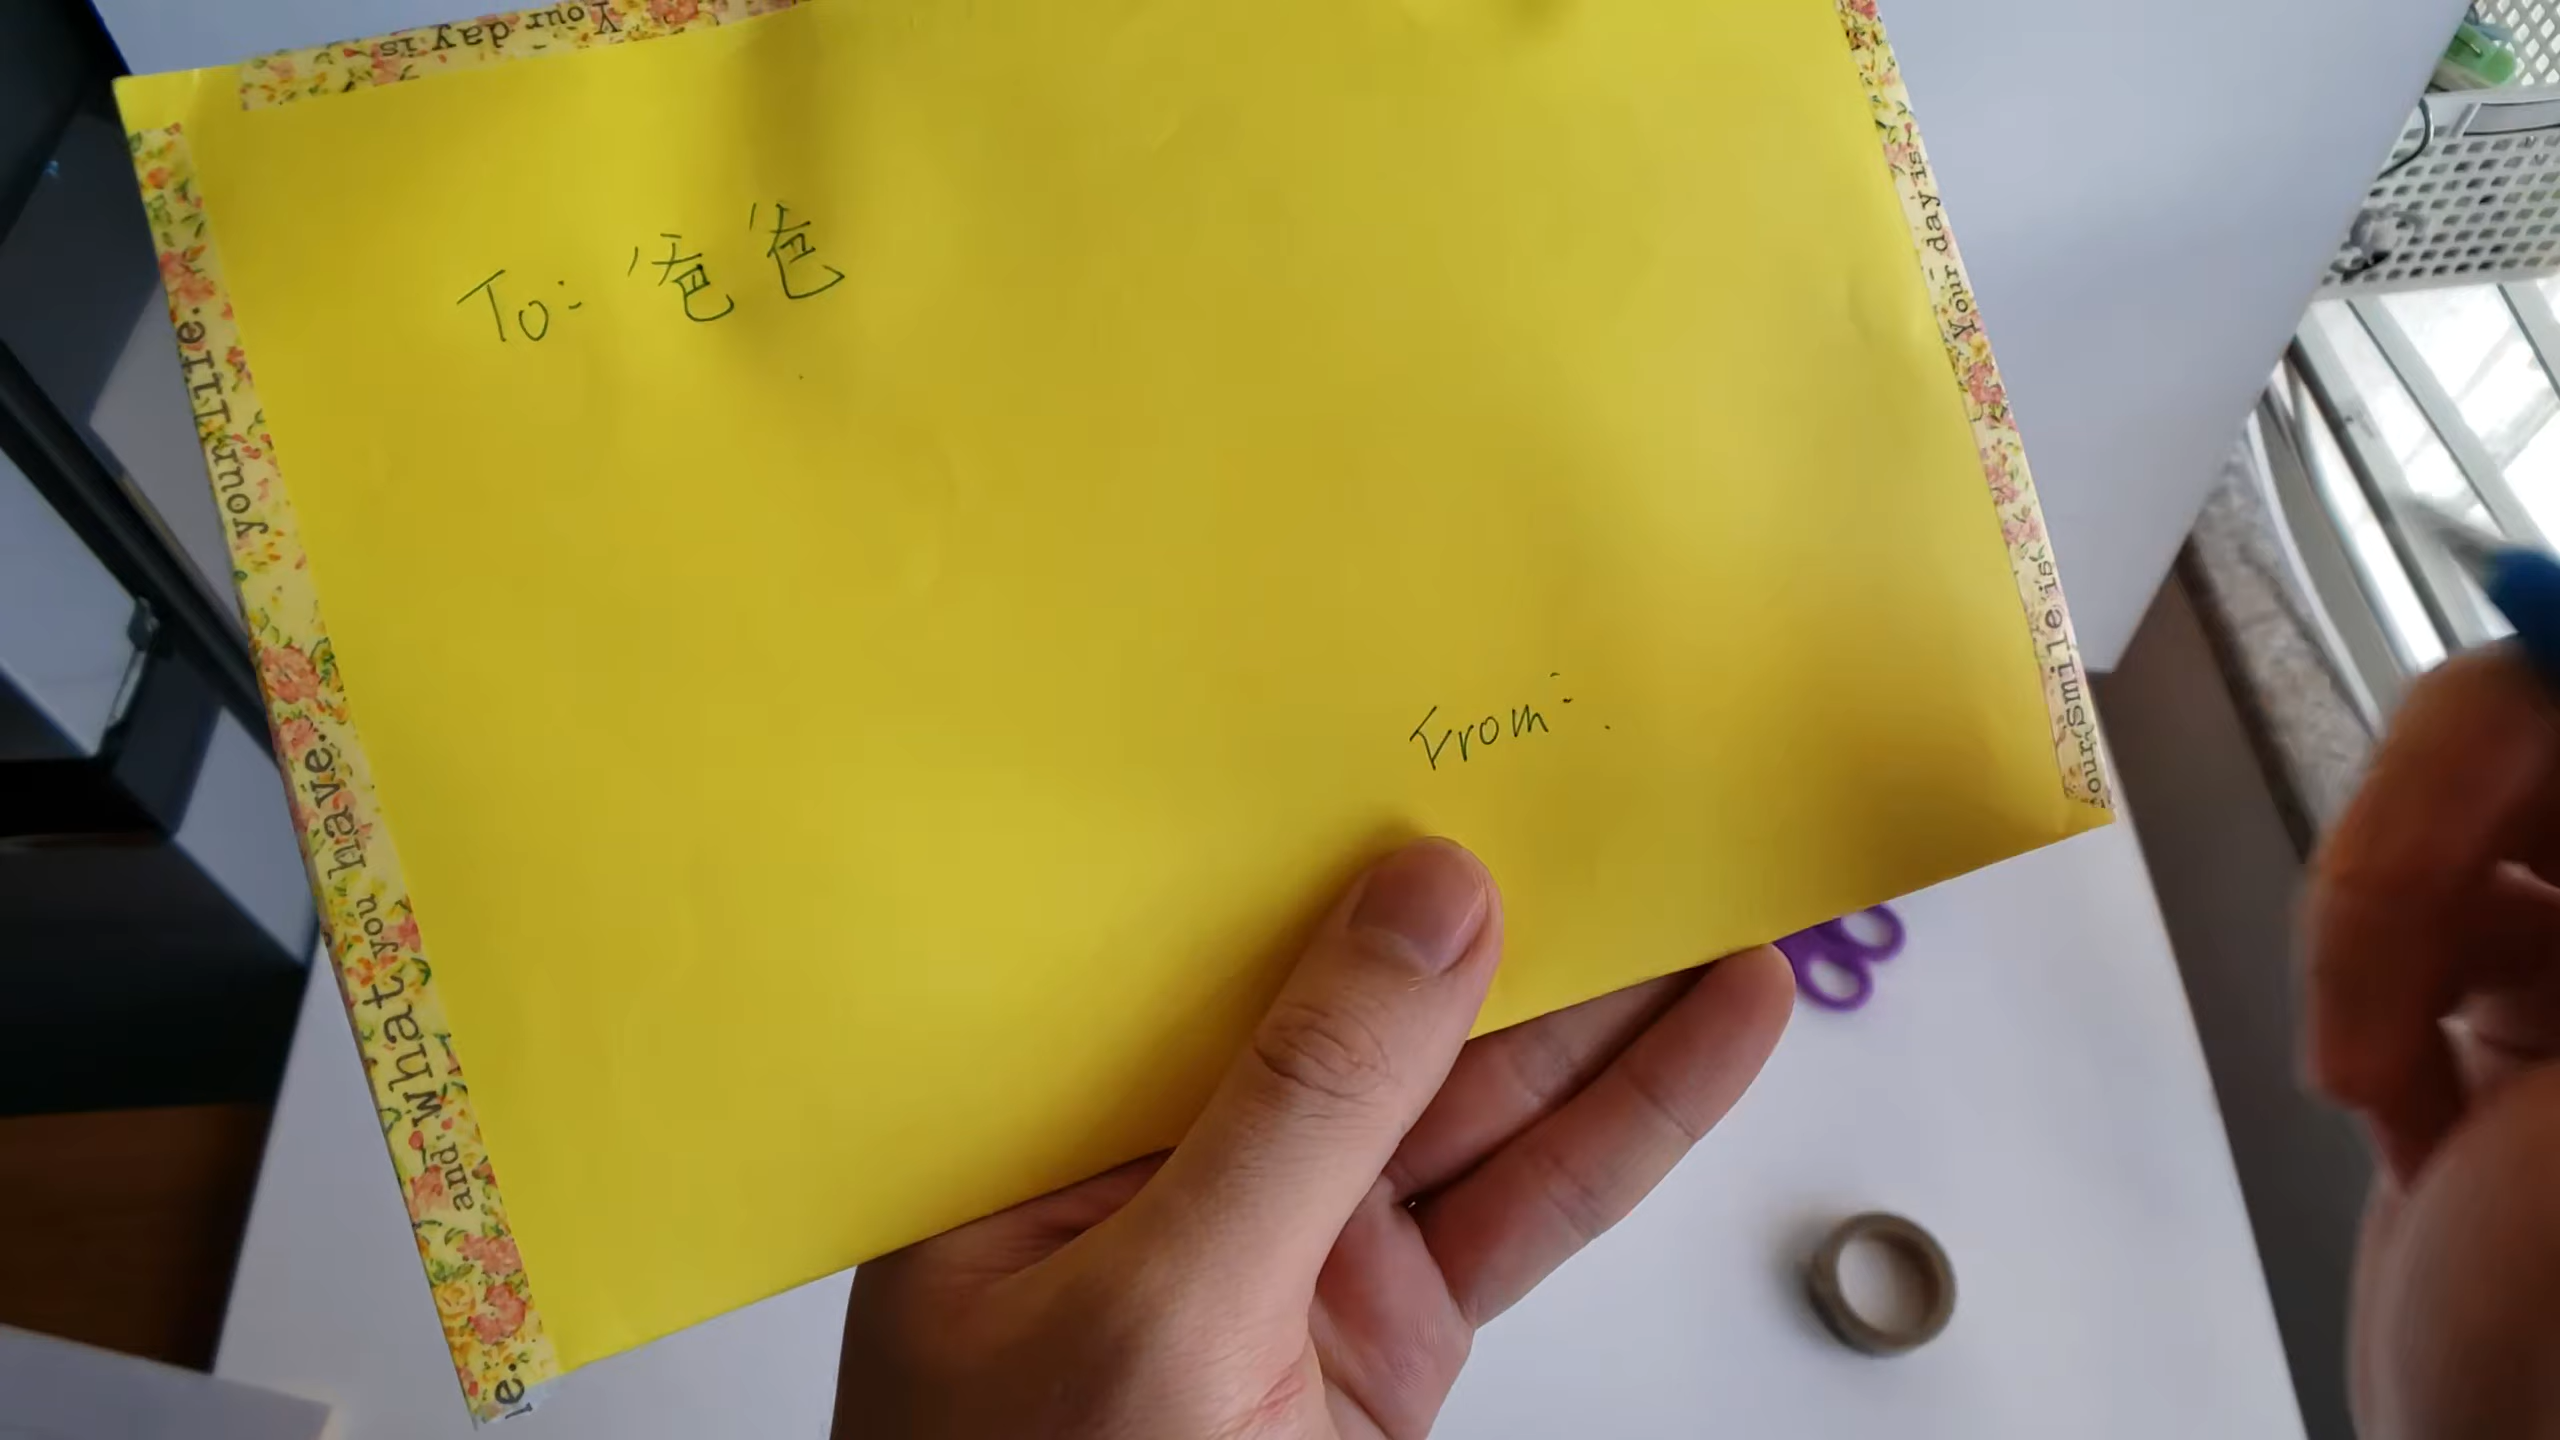 Your day is
To: 爸爸
From:
your life.
what you have.
and
le.
Your day is
your smile is